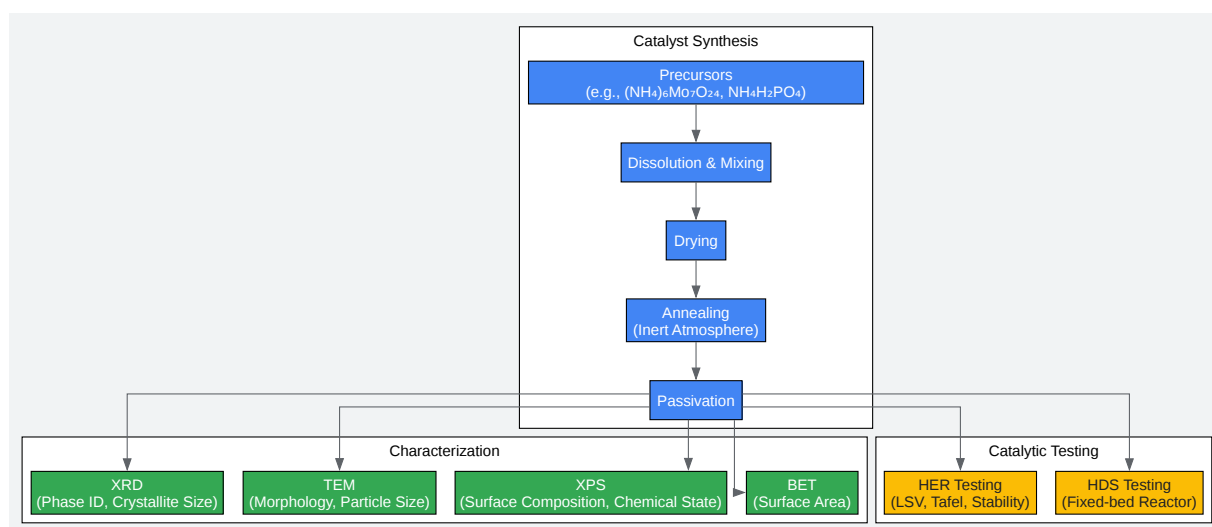 Catalyst Synthesis
Precursors
(e.g., (NH₄)₆Mo₇O₂₄, NH₄H₂PO₄)
Dissolution & Mixing
Drying
Annealing
(Inert Atmosphere)
Passivation
Characterization
Catalytic Testing
XRD
(Phase ID, Crystallite Size)
TEM
(Morphology, Particle Size)
XPS
(Surface Composition, Chemical State)
BET
(Surface Area)
HER Testing
(LSV, Tafel, Stability)
HDS Testing
(Fixed-bed Reactor)